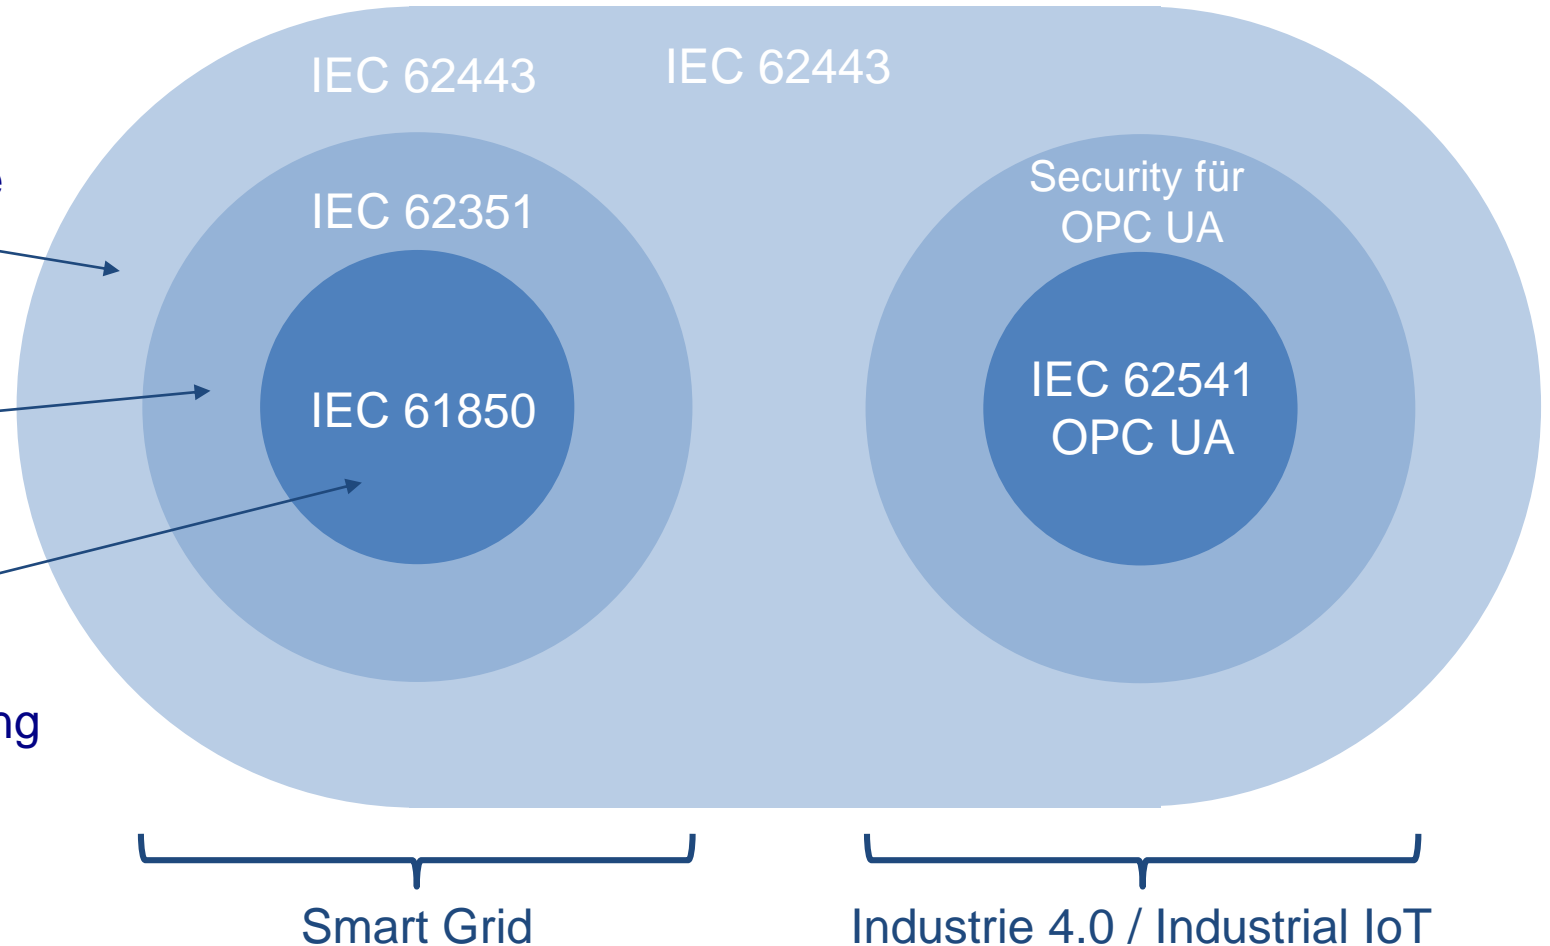 IEC 62443
IEC 62443
IEC 62351
Security für
OPC UA
IEC 61850
IEC 62541
OPC UA
Smart Grid
Industrie 4.0 / Industrial IoT